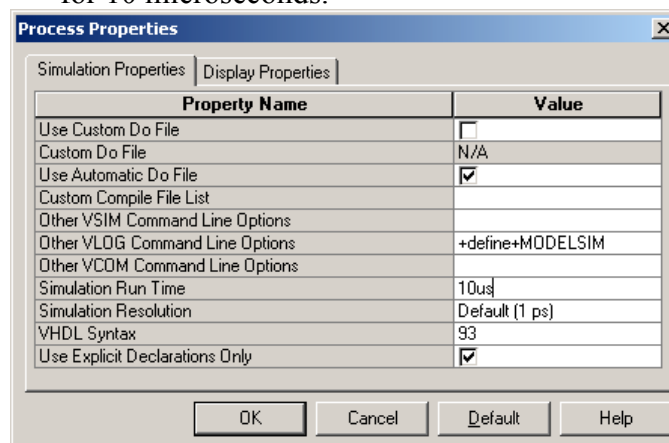 for 10 microseconds.
Process Properties
Simulation Properties Display Properties
Property Name Value
Use Custom Do File
Custom Do File N/A
Use Automatic Do File
Custom Compile File List
Other VSIM Command Line Options
Other VLOG Command Line Options +define+MODELSIM
Other VCOM Command Line Options
Simulation Run Time 10us
Simulation Resolution Default (1 ps)
VHDL Syntax 93
Use Explicit Declarations Only
OK Cancel Default Help